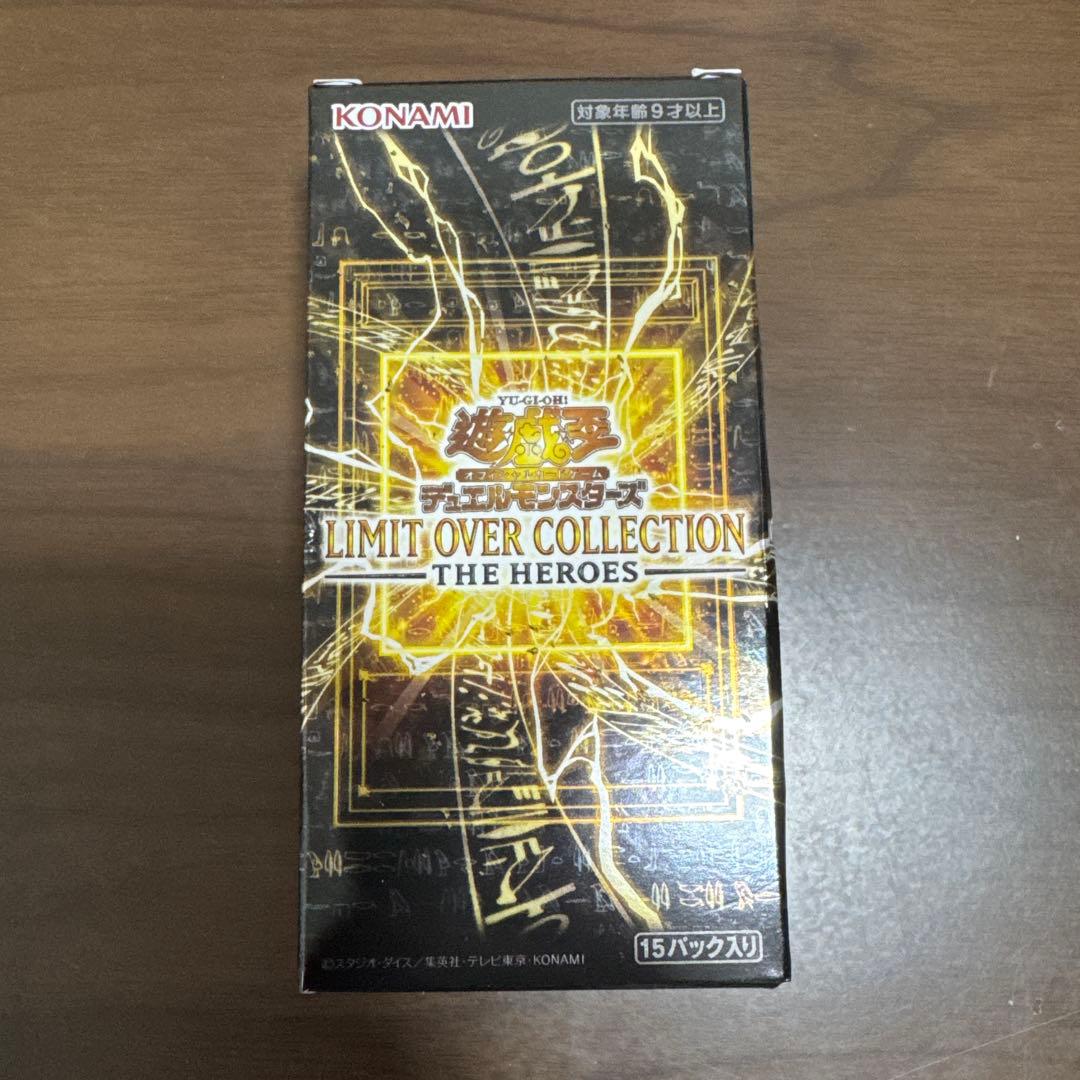 KONAMI
対象年齢9才以上
YU-GI-OH!
遊戯王
オフィシャルカードゲーム
デュエルモンスターズ
LIMIT OVER COLLECTION
THE HEROES
15パック入り
©スタジオ・ダイス／集英社・テレビ東京・KONAMI